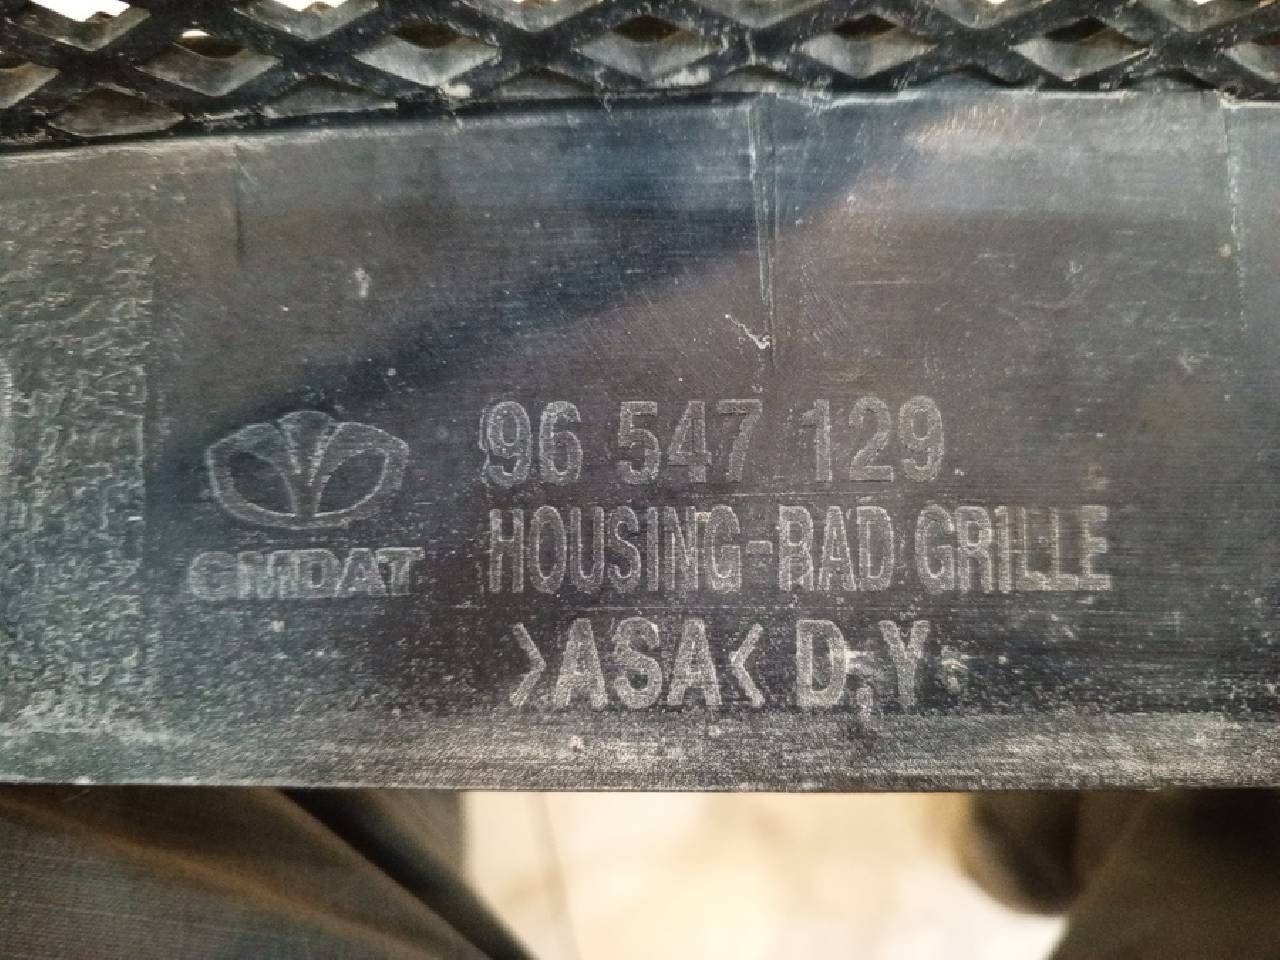 96 547 129
GMDAT
HOUSING-RAD GRILLE
>ASA< D.Y